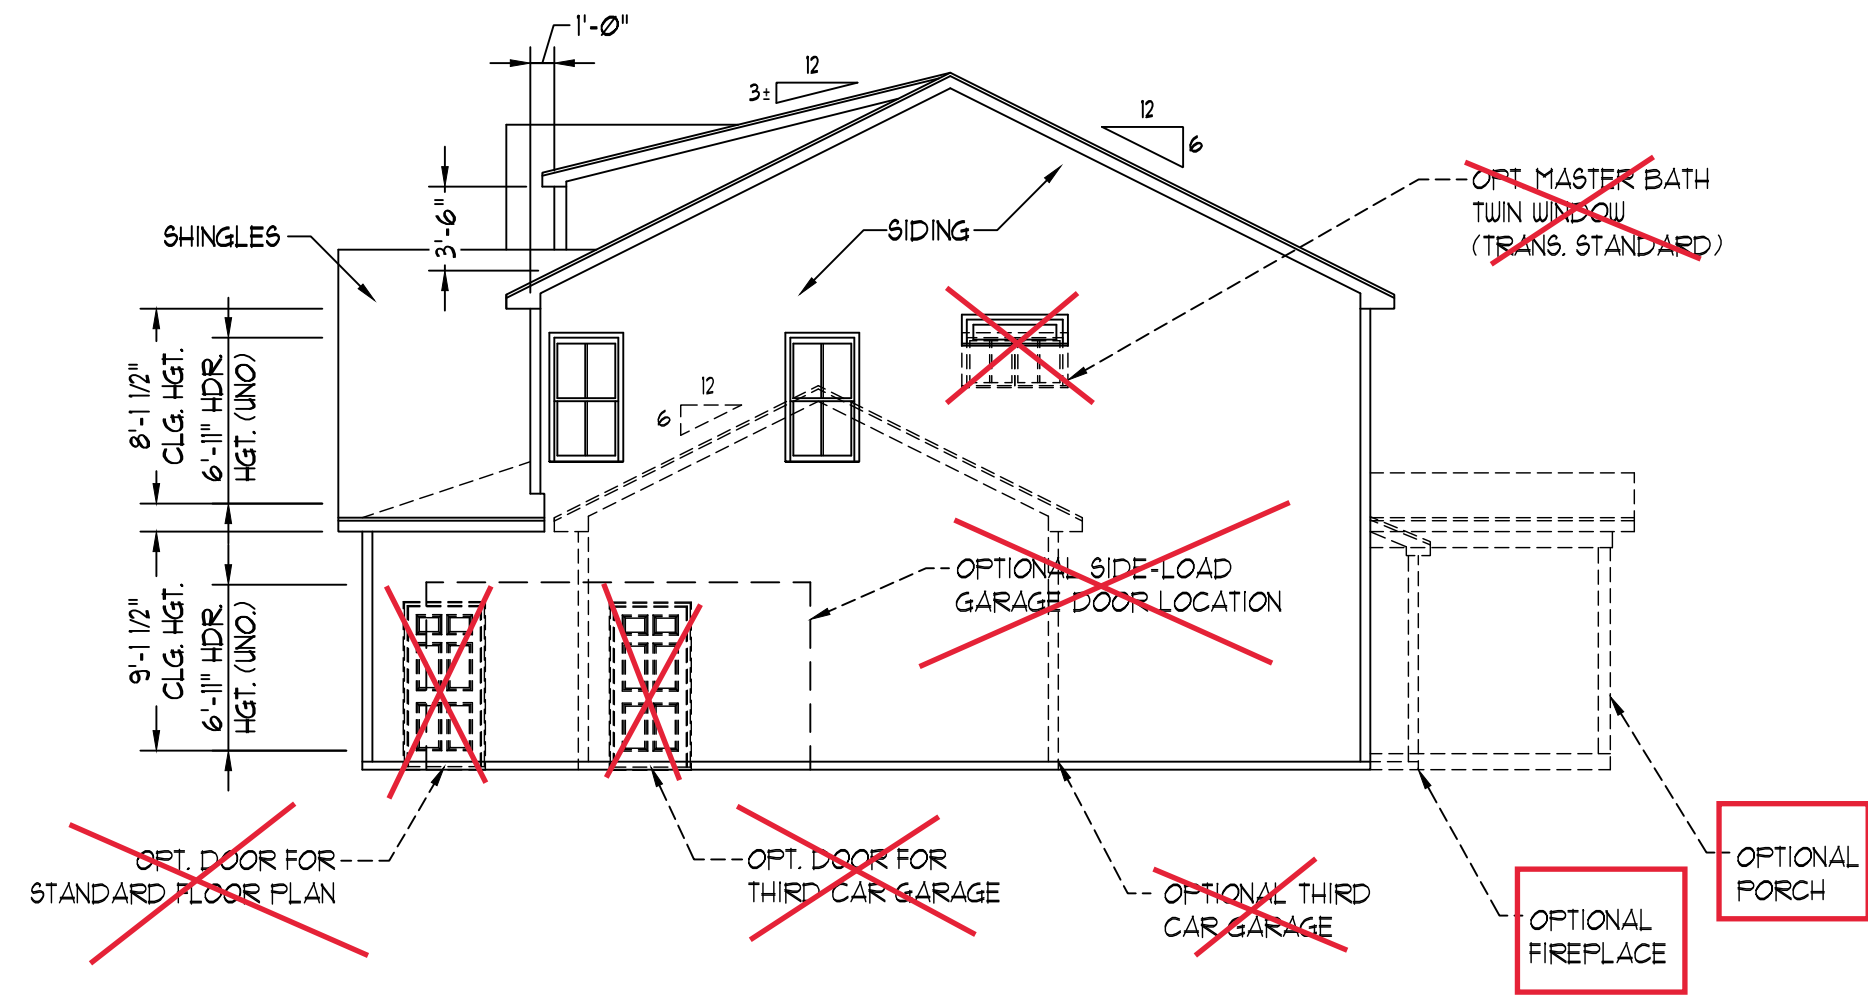 1'-0"
12
3±
12
6
OPT. MASTER BATH
TWIN WINDOW
(TRANS. STANDARD)
SHINGLES
3'-6"
SIDING
8'-1 1/2"
CLG. HGT.
6'-11" HDR.
HGT. (UNO.)
12
6
9'-1 1/2"
CLG. HGT.
6'-11" HDR.
HGT. (UNO.)
OPTIONAL SIDE-LOAD
GARAGE DOOR LOCATION
OPT. DOOR FOR
STANDARD FLOOR PLAN
OPT. DOOR FOR
THIRD CAR GARAGE
OPTIONAL THIRD
CAR GARAGE
OPTIONAL
FIREPLACE
OPTIONAL
PORCH